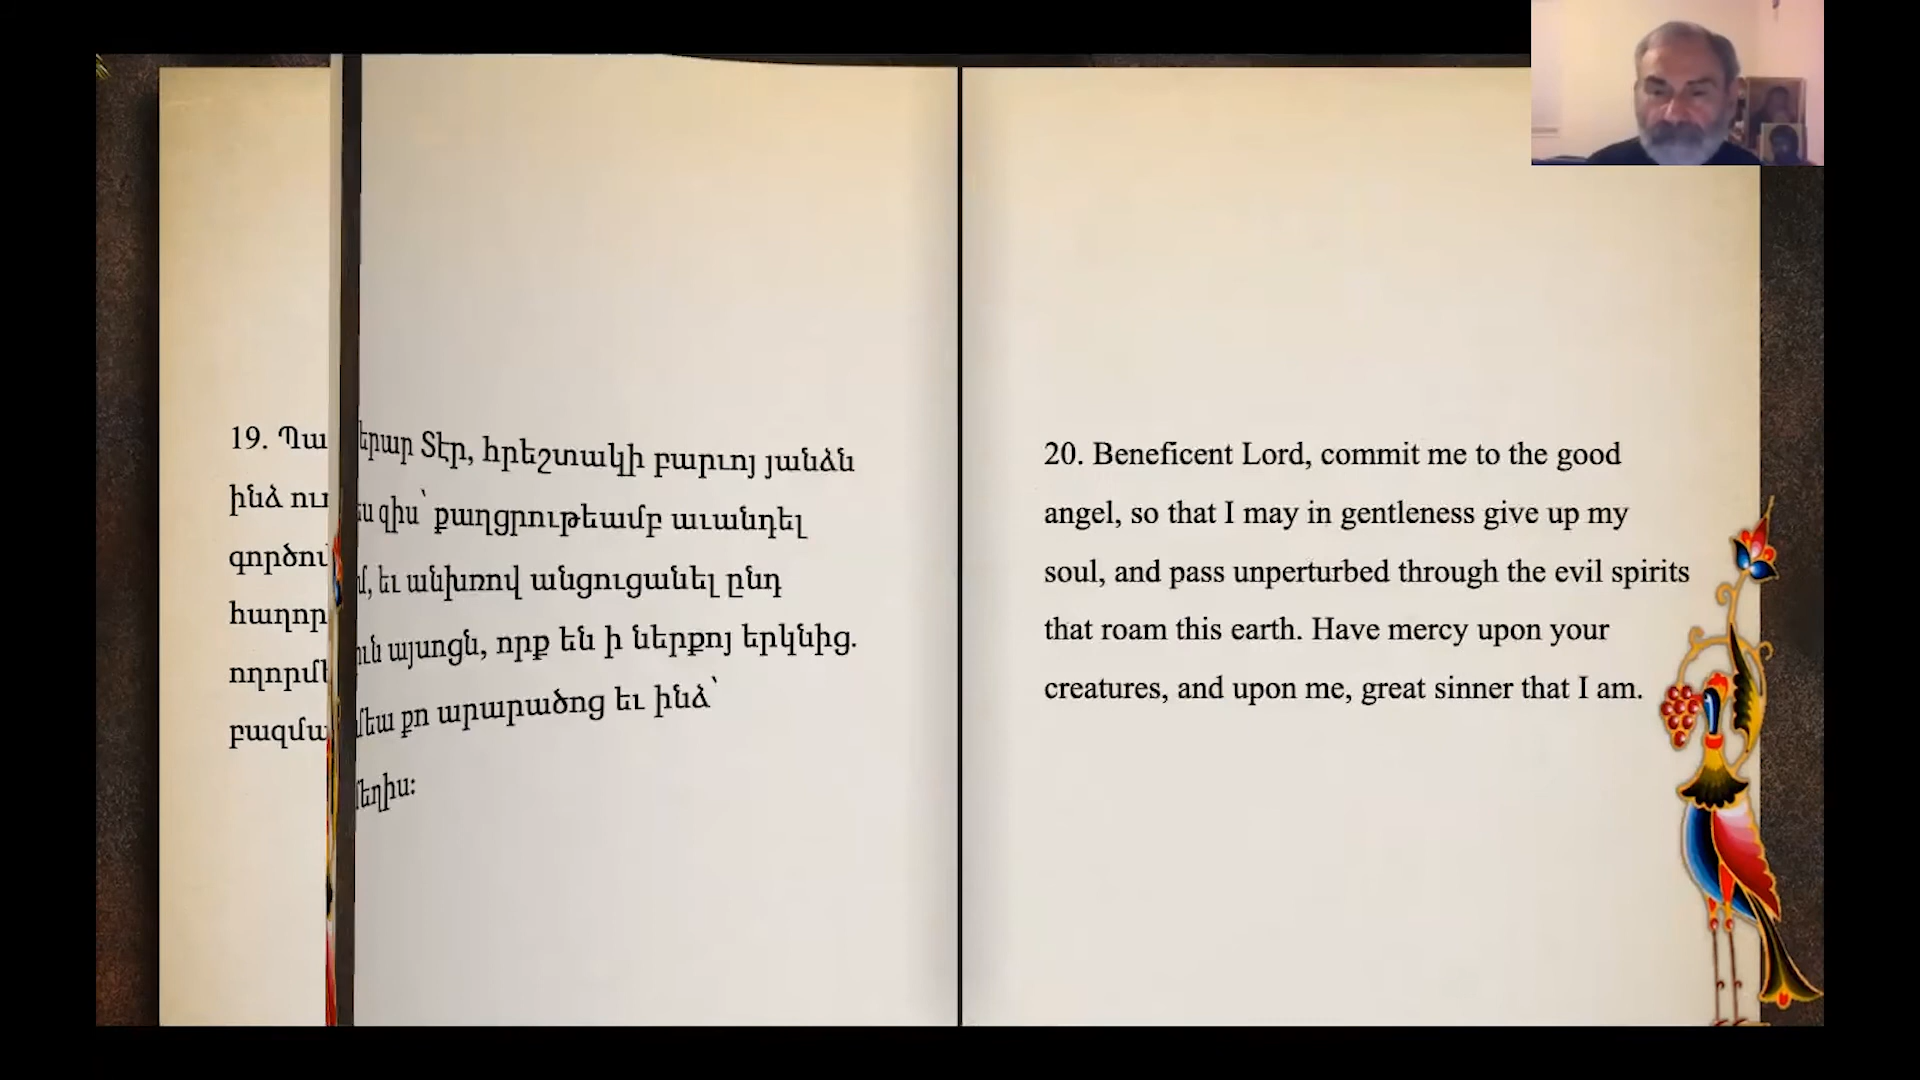 19. Պա
ինձ ու
գործով
հաղոր
ողորմե
բազմա
երար Տէր, հրեշտակի բարւոյ յանձն
զիս՝ քաղցրութեամբ աւանդել
եւ անխռով անցուցանել ընդ
այսոցն, որք են ի ներքոյ երկնից.
քո արարածոց եւ ինձ՝
մեղիս:
20. Beneficent Lord, commit me to the good
angel, so that I may in gentleness give up my
soul, and pass unperturbed through the evil spirits
that roam this earth. Have mercy upon your
creatures, and upon me, great sinner that I am.